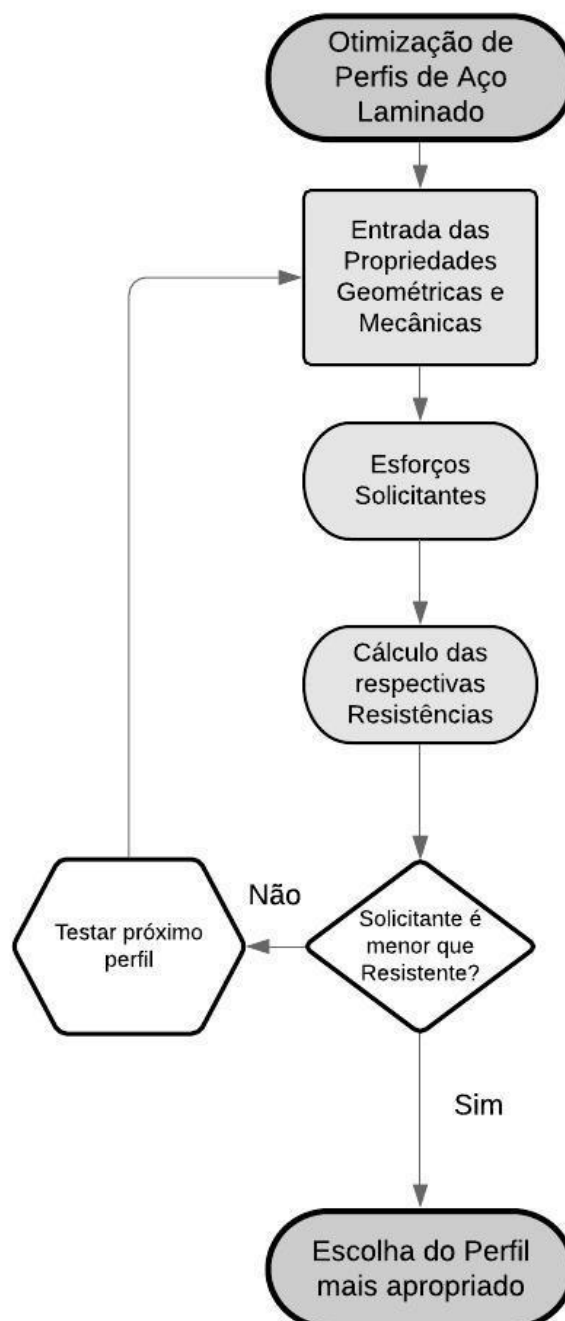 Otimização de
Perfis de Aço
Laminado
Entrada das
Propriedades
Geométricas e
Mecânicas
Esforços
Solicitantes
Cálculo das
respectivas
Resistências
Não
Testar próximo
perfil
Solicitante é
menor que
Resistente?
Sim
Escolha do Perfil
mais apropriado